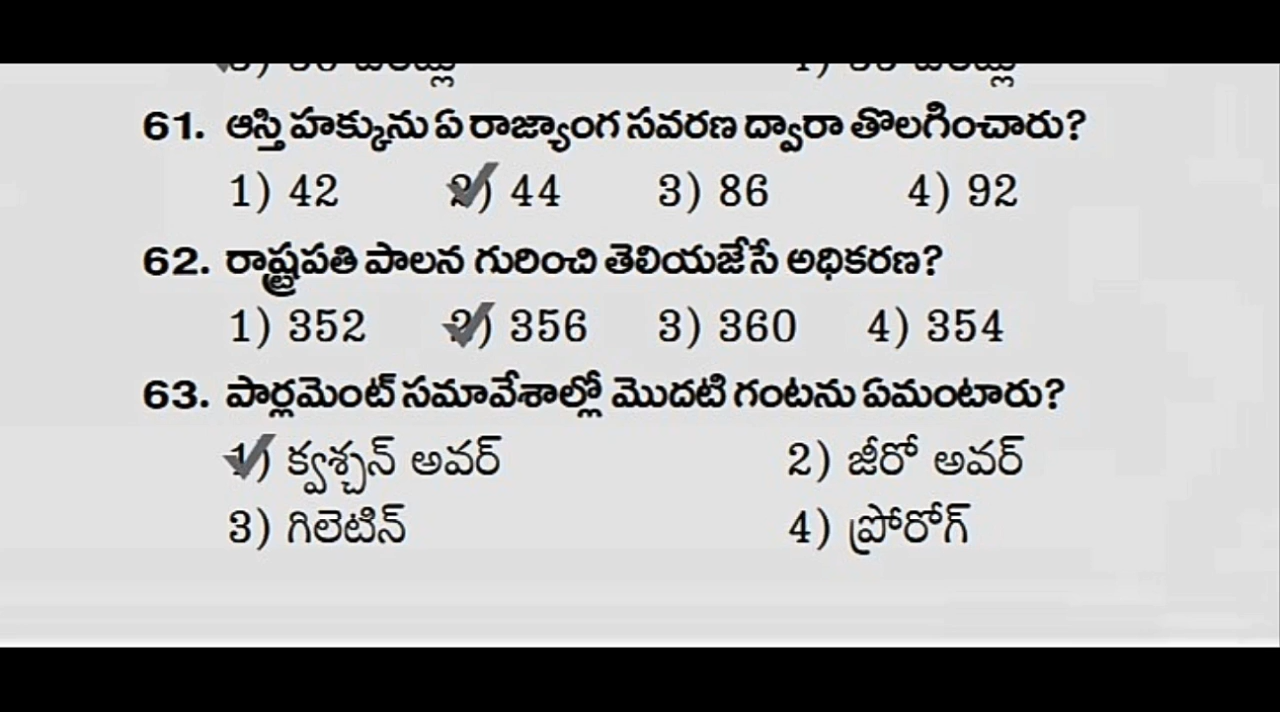 61. ఆస్తి హక్కును ఏ రాజ్యాంగ సవరణ ద్వారా తొలగించారు?
1) 42 2) 44 3) 86 4) 92
62. రాష్ట్రపతి పాలన గురించి తెలియజేసే అధికరణ?
1) 352 2) 356 3) 360 4) 354
63. పార్లమెంట్ సమావేశాల్లో మొదటి గంటను ఏమంటారు?
1) క్వశ్చన్ అవర్ 2) జీరో అవర్
3) గిలెటిన్ 4) ప్రోరోగ్